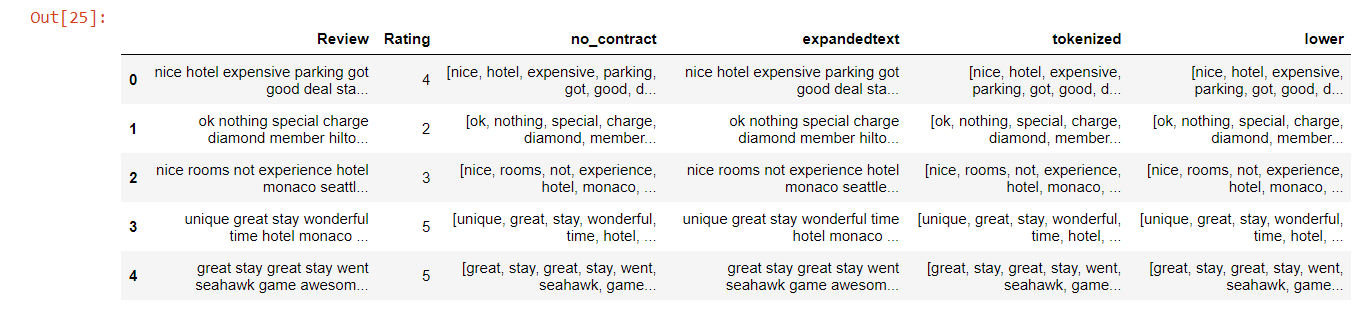 Out[25]:
Review Rating no_contract expandedtext tokenized lower
0 nice hotel expensive parking got good deal sta... 4 [nice, hotel, expensive, parking, got, good, d... nice hotel expensive parking got good deal sta... [nice, hotel, expensive, parking, got, good, d... [nice, hotel, expensive, parking, got, good, d...
1 ok nothing special charge diamond member hilto... 2 [ok, nothing, special, charge, diamond, member... ok nothing special charge diamond member hilto... [ok, nothing, special, charge, diamond, member... [ok, nothing, special, charge, diamond, member...
2 nice rooms not experience hotel monaco seattl... 3 [nice, rooms, not, experience, hotel, monaco, ... nice rooms not experience hotel monaco seattle... [nice, rooms, not, experience, hotel, monaco, ... [nice, rooms, not, experience, hotel, monaco, ...
3 unique great stay wonderful time hotel monaco ... 5 [unique, great, stay, wonderful, time, hotel, ... unique great stay wonderful time hotel monaco ... [unique, great, stay, wonderful, time, hotel, ... [unique, great, stay, wonderful, time, hotel, ...
4 great stay great stay went seahawk game awesom... 5 [great, stay, great, stay, went, seahawk, game... great stay great stay went seahawk game awesom... [great, stay, great, stay, went, seahawk, game... [great, stay, great, stay, went, seahawk, game...